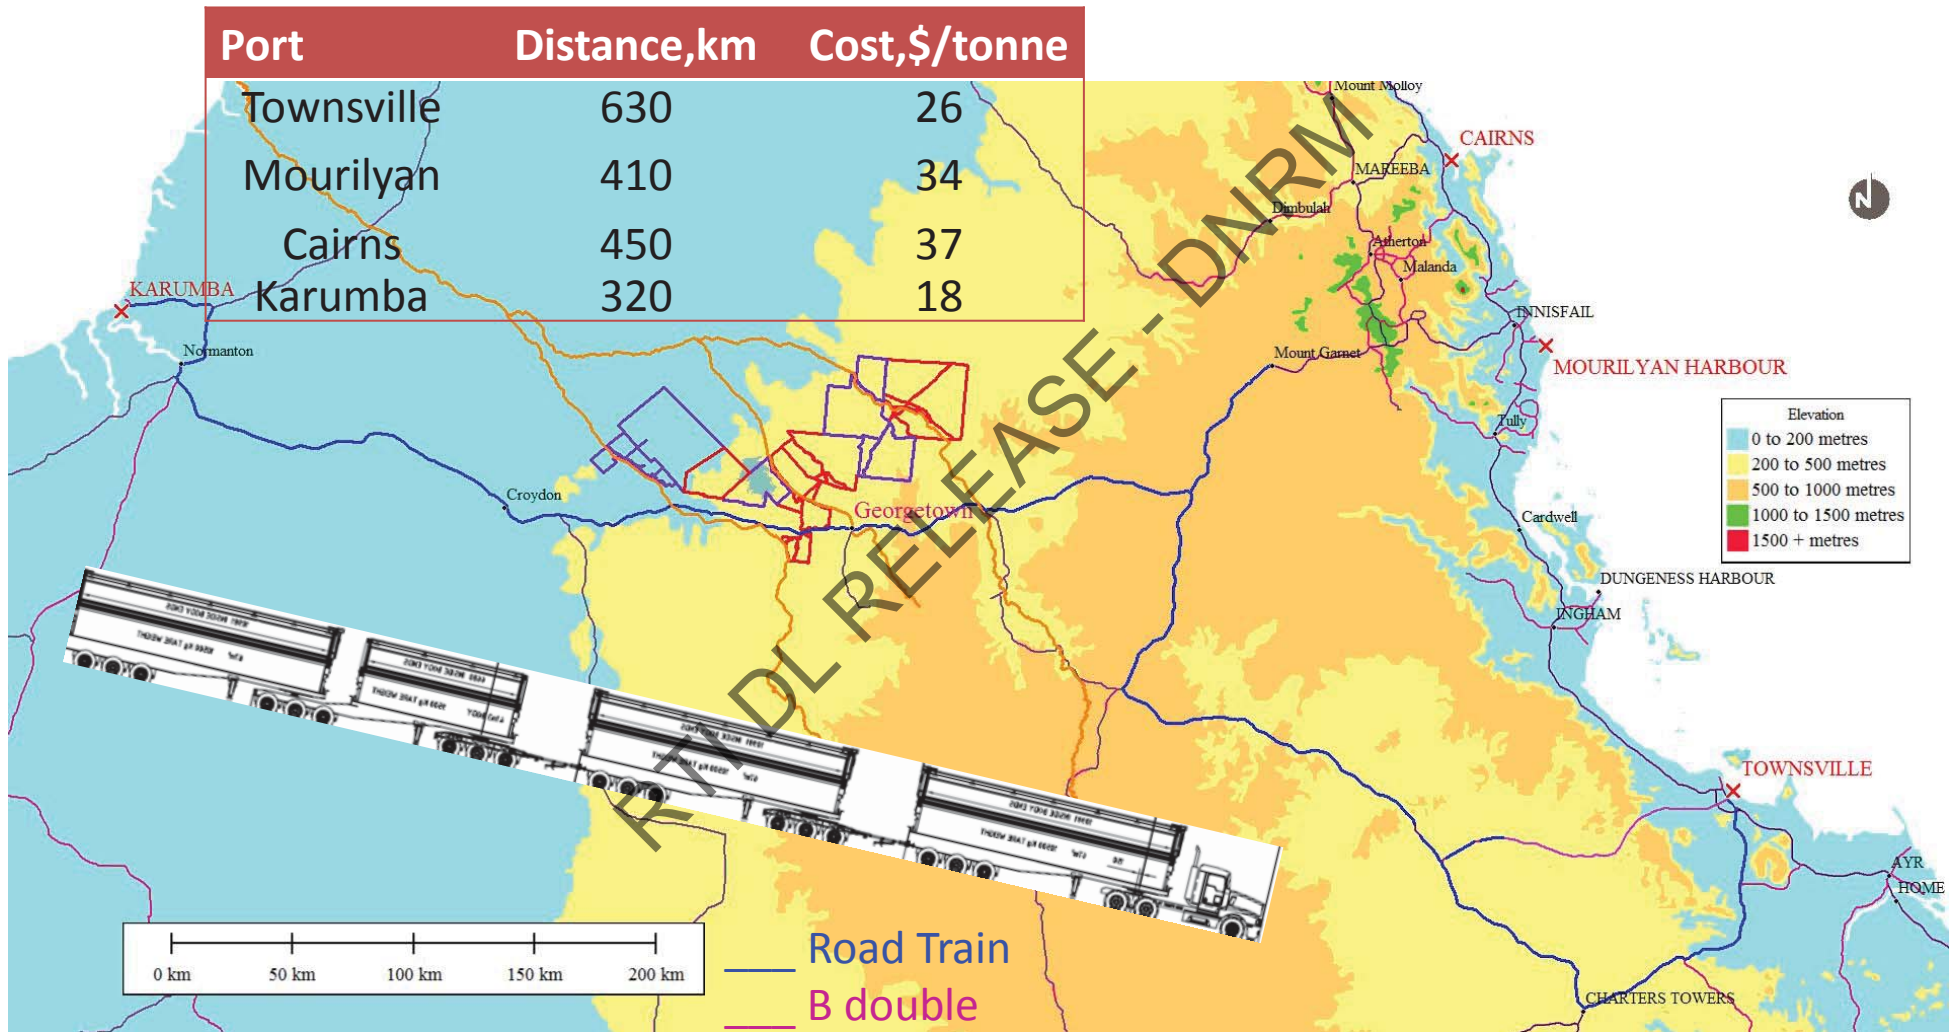 Port Distance,km Cost,$/tonne
Townsville 630 26
Mourilyan 410 34
Cairns 450 37
Karumba 320 18
Mount Molloy
CAIRNS
MAREEBA
N
Dimbulah
Atherton
Malanda
KARUMBA
INNISFAIL
Normanton
Mount Garnet
MOURILYAN HARBOUR
Elevation
0 to 200 metres
200 to 500 metres
500 to 1000 metres
1000 to 1500 metres
1500 + metres
Tully
Croydon
Georgetown
Cardwell
DUNGENESS HARBOUR
INGHAM
RTI DL RELEASE - DNRM
TOWNSVILLE
AYR
HOME
0 km 50 km 100 km 150 km 200 km
___ Road Train
___ B double
CHARTERS TOWERS